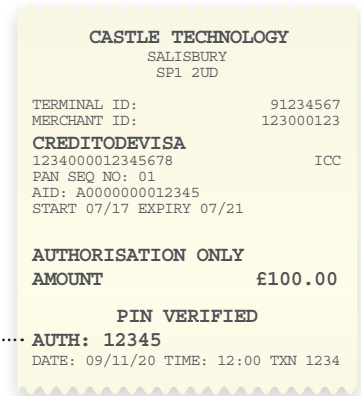 CASTLE TECHNOLOGY
SALISBURY
SP1 2UD
TERMINAL ID: 91234567
MERCHANT ID: 123000123
CREDITODEVISA
1234000012345678 ICC
PAN SEQ NO: 01
AID: A0000000012345
START 07/17 EXPIRY 07/21
AUTHORISATION ONLY
AMOUNT £100.00
PIN VERIFIED
AUTH: 12345
DATE: 09/11/20 TIME: 12:00 TXN 1234